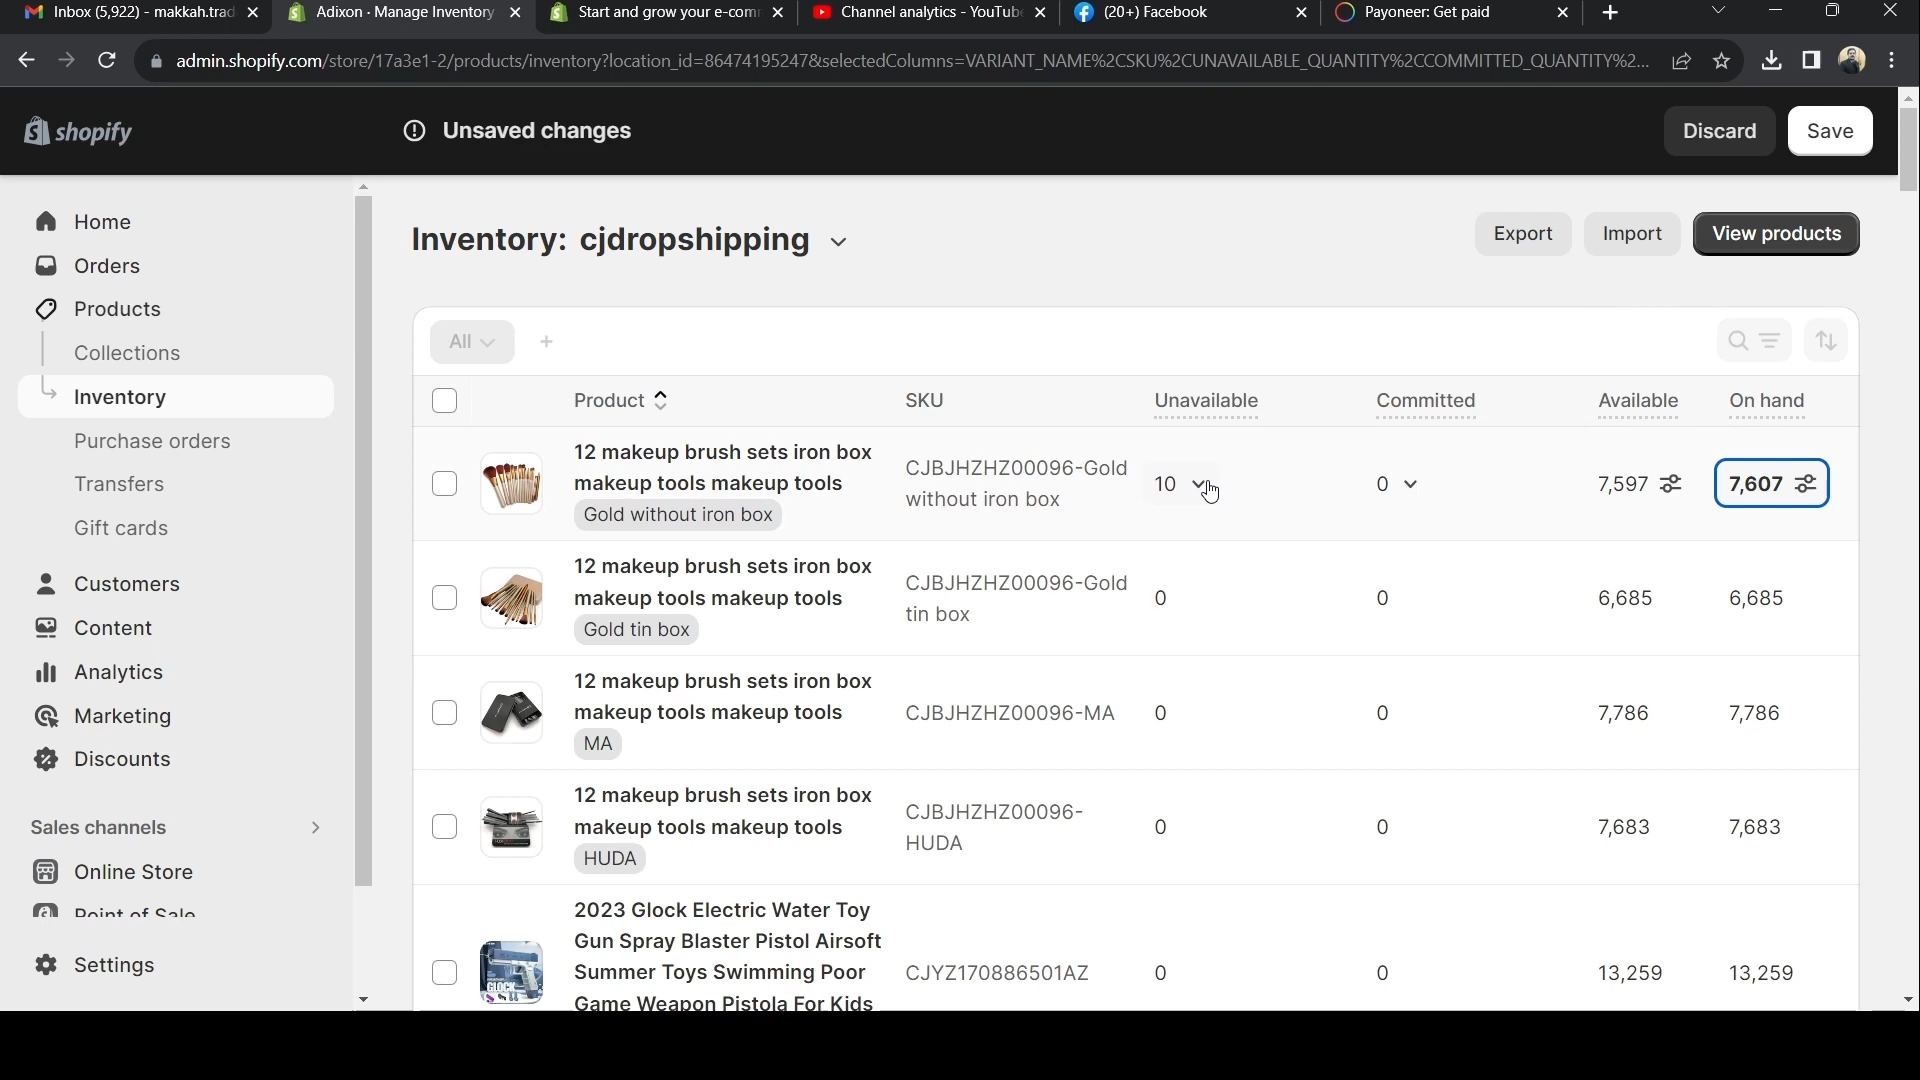 Inbox (5,922) - makkah.trad
Adixon · Manage Inventory
Start and grow your e-com
Channel analytics - YouTube
(20+) Facebook
Payoneer: Get paid
admin.shopify.com/store/17a3e1-2/products/inventory?location_id=86474195247&selectedColumns=VARIANT_NAME%2CSKU%2CUNAVAILABLE_QUANTITY%2CCOMMITTED_QUANTITY%2...
shopify
Unsaved changes
Discard
Save
Home
Orders
Products
Collections
Inventory
Purchase orders
Transfers
Gift cards
Customers
Content
Analytics
Marketing
Discounts
Sales channels
Online Store
Point of Sale
Settings
Inventory: cjdropshipping
Export
Import
View products
All
Product
SKU
Unavailable
Committed
Available
On hand
12 makeup brush sets iron box
makeup tools makeup tools
Gold without iron box
CJBJHZHZ00096-Gold
without iron box
10
0
7,597
7,607
12 makeup brush sets iron box
makeup tools makeup tools
Gold tin box
CJBJHZHZ00096-Gold
tin box
0
0
6,685
6,685
12 makeup brush sets iron box
makeup tools makeup tools
MA
CJBJHZHZ00096-MA
0
0
7,786
7,786
12 makeup brush sets iron box
makeup tools makeup tools
HUDA
CJBJHZHZ00096-
HUDA
0
0
7,683
7,683
2023 Glock Electric Water Toy
Gun Spray Blaster Pistol Airsoft
Summer Toys Swimming Poor
Game Weapon Pistola For Kids
GLOCK
CJYZ170886501AZ
0
0
13,259
13,259